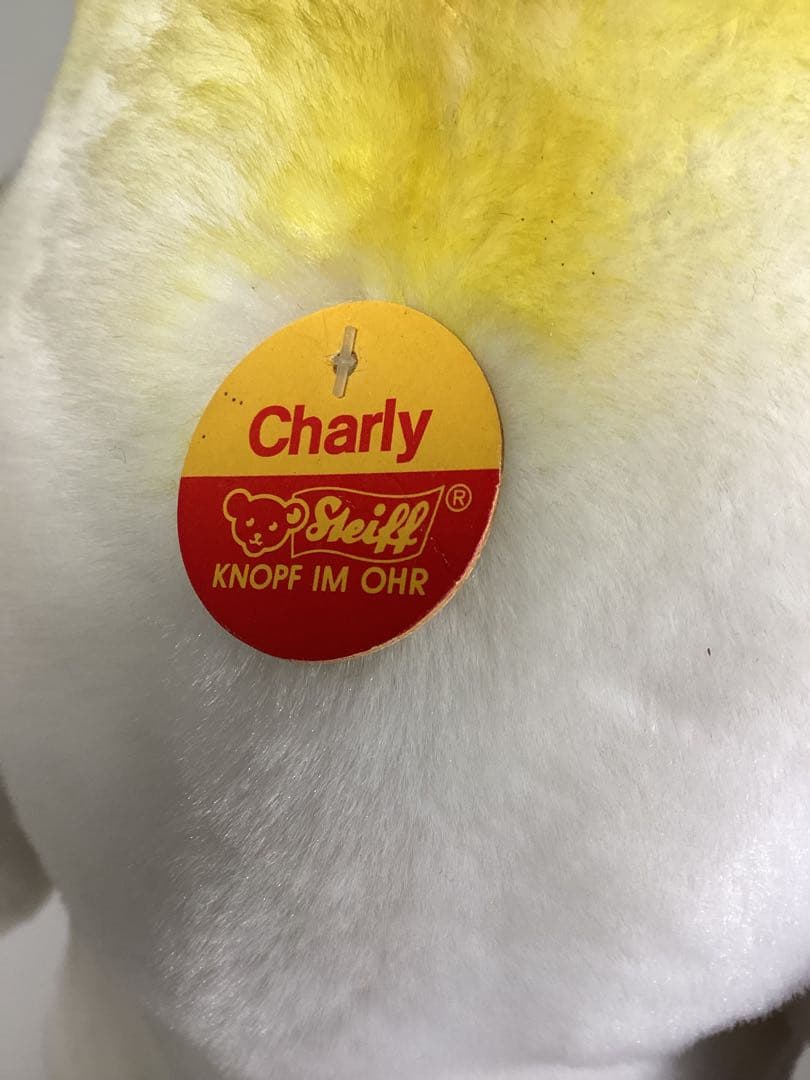 Charly
Steiff ®
KNOPF IM OHR